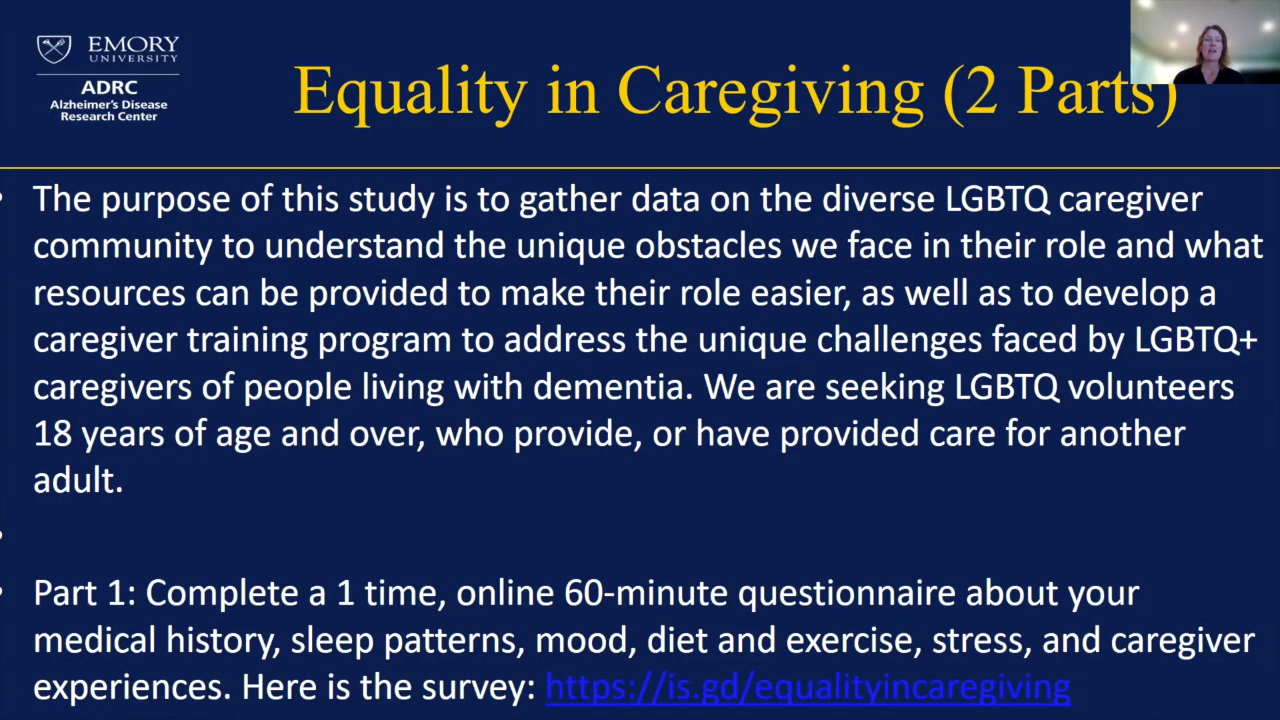 EMORY
UNIVERSITY
ADRC
Alzheimer's Disease
Research Center
Equality in Caregiving (2 Parts)
• The purpose of this study is to gather data on the diverse LGBTQ caregiver
community to understand the unique obstacles we face in their role and what
resources can be provided to make their role easier, as well as to develop a
caregiver training program to address the unique challenges faced by LGBTQ+
caregivers of people living with dementia. We are seeking LGBTQ volunteers
18 years of age and over, who provide, or have provided care for another
adult.
•
• Part 1: Complete a 1 time, online 60-minute questionnaire about your
medical history, sleep patterns, mood, diet and exercise, stress, and caregiver
experiences. Here is the survey: https://is.gd/equalityincaregiving